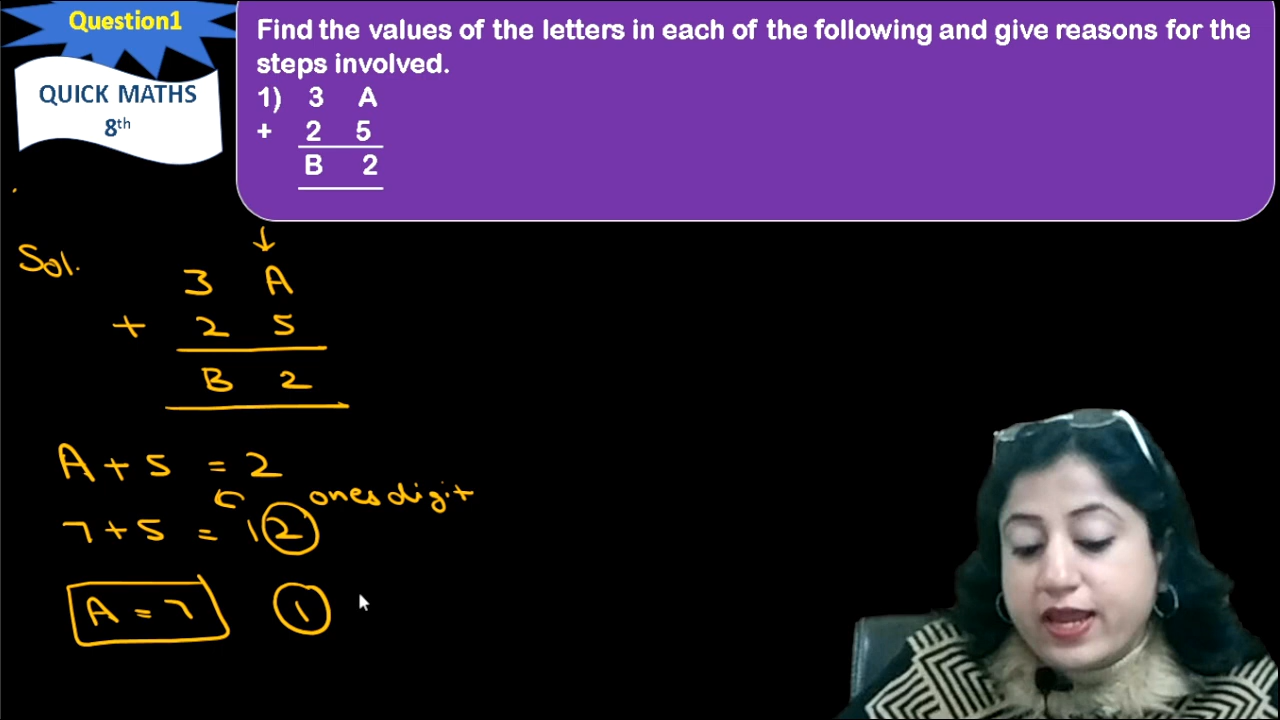 Question1
QUICK MATHS
8th
Find the values of the letters in each of the following and give reasons for the
steps involved.
1) 3 A
+ 2 5
B 2
Sol.
3 A
+ 2 5
B 2
A + 5 = 2
ones digit
7 + 5 = 12
A = 7
1